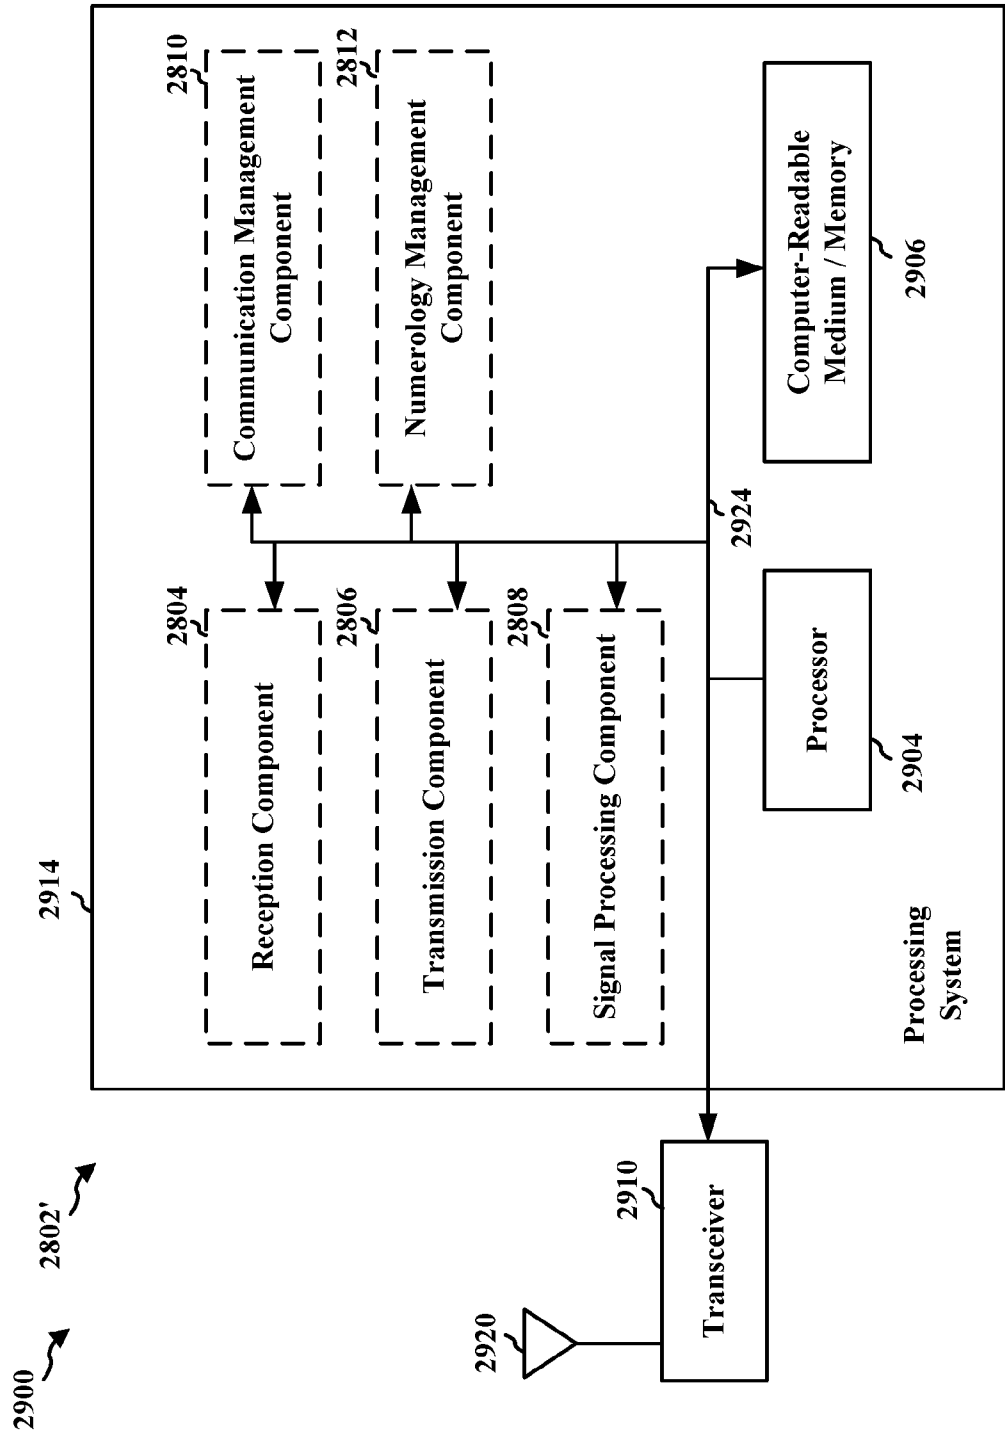 2900
2802'
2914
2804
Reception Component
2810
Communication Management
Component
2806
Transmission Component
2812
Numerology Management
Component
2808
Signal Processing Component
2920
2910
Transceiver
2924
Processor
2904
Computer-Readable
Medium / Memory
2906
Processing
System